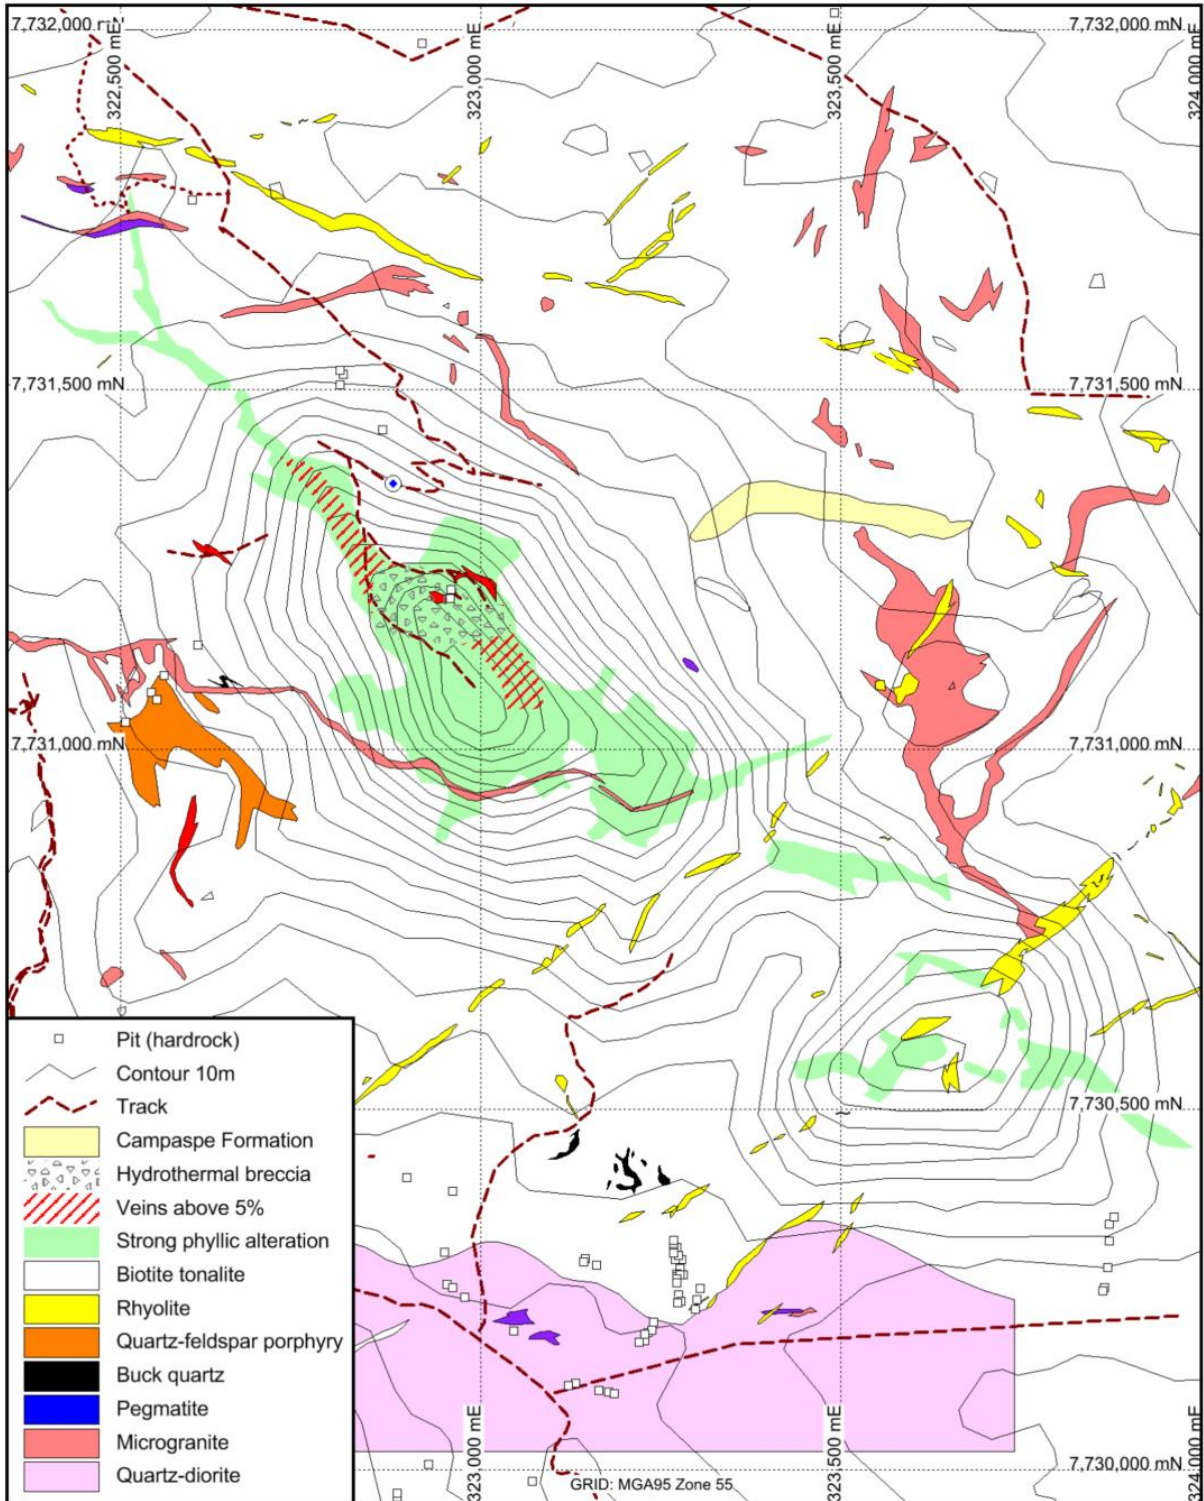 7,732,000 mN
7,732,000 mN
322,500 mE
323,000 mE
323,500 mE
324,000 mE
7,731,500 mN
7,731,500 mN
7,731,000 mN
7,731,000 mN
7,730,500 mN
Pit (hardrock)
Contour 10m
Track
Campaspe Formation
Hydrothermal breccia
Veins above 5%
Strong phyllic alteration
Biotite tonalite
Rhyolite
Quartz-feldspar porphyry
Buck quartz
Pegmatite
Microgranite
Quartz-diorite
323,000 mE
323,500 mE
324,000 mE
7,730,000 mN
GRID: MGA95 Zone 55